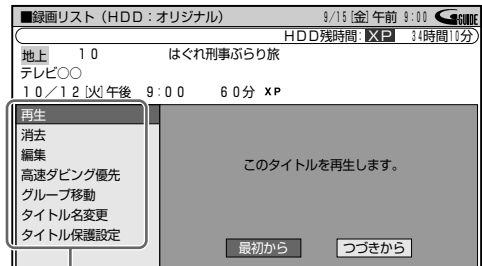 ■録画リスト（HDD：オリジナル） 9/15[金]午前 9:00 GGUIDE
HDD残時間：XP 34時間10分
地上 10 はぐれ刑事ぶらり旅
テレビ○○
10／12[火]午後 9:00 60分 XP
再生
消去
編集
高速ダビング優先
グループ移動
タイトル名変更
タイトル保護設定
このタイトルを再生します。
最初から つづきから